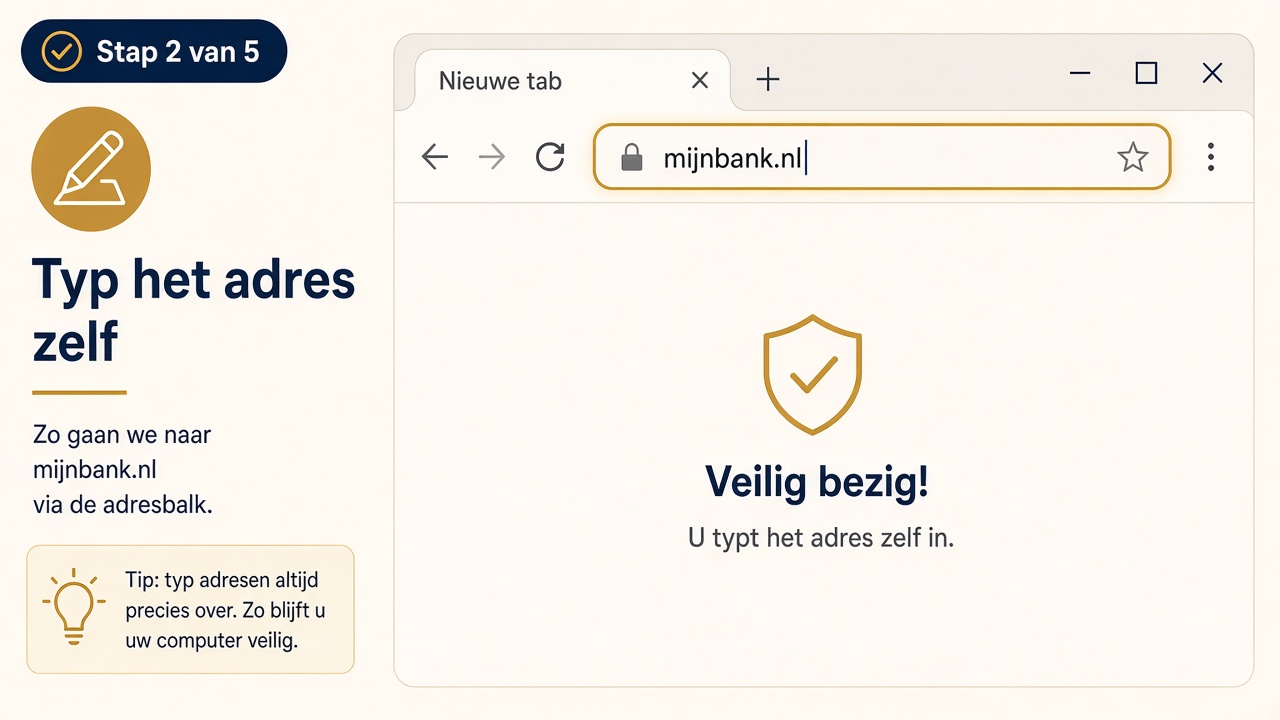 Stap 2 van 5
Typ het adres
zelf
Zo gaan we naar
mijnbank.nl
via de adresbalk.
Tip: typ adresen altijd
precies over. Zo blijft u
uw computer veilig.
Nieuwe tab
mijnbank.nl
Veilig bezig!
U typt het adres zelf in.